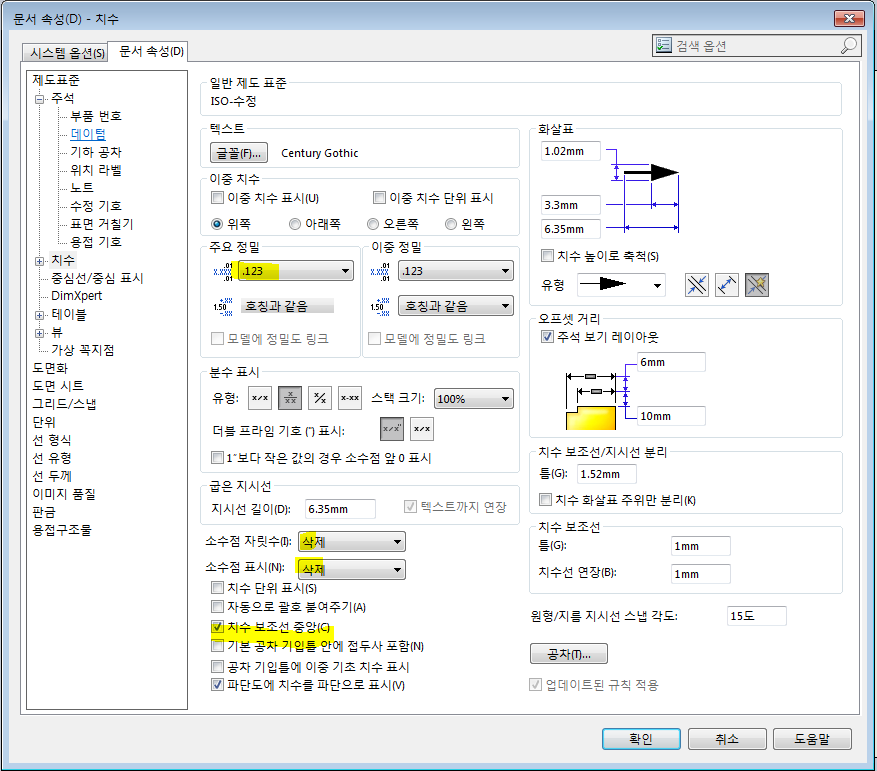 문서 속성(D) - 치수
시스템 옵션(S)
문서 속성(D)
검색 옵션
제도표준
주석
부품 번호
데이텀
기하 공차
위치 라벨
노트
수정 기호
표면 거칠기
용접 기호
치수
중심선/중심 표시
DimXpert
테이블
뷰
가상 꼭지점
도면화
도면 시트
그리드/스냅
단위
선 형식
선 유형
선 두께
이미지 품질
판금
용접구조물
일반 제도 표준
ISO-수정
텍스트
글꼴(F)...
Century Gothic
이중 치수
이중 치수 표시(U)
이중 치수 단위 표시
위쪽
아래쪽
오른쪽
왼쪽
주요 정밀
.123
호칭과 같음
모델에 정밀도 링크
이중 정밀
.123
호칭과 같음
모델에 정밀도 링크
분수 표시
유형:
스택 크기:
100%
더블 프라임 기호 (") 표시:
1"보다 작은 값의 경우 소수점 앞 0 표시
굽은 지시선
지시선 길이(D):
6.35mm
텍스트까지 연장
소수점 자릿수(I):
삭제
소수점 표시(N):
삭제
치수 단위 표시(S)
자동으로 괄호 붙여주기(A)
치수 보조선 중앙(C)
기본 공차 기입틀 안에 접두사 포함(N)
공차 기입틀에 이중 기초 치수 표시
파단도에 치수를 파단으로 표시(V)
화살표
1.02mm
3.3mm
6.35mm
치수 높이로 축척(S)
유형
오프셋 거리
주석 보기 레이아웃
6mm
10mm
치수 보조선/지시선 분리
틀(G):
1.52mm
치수 화살표 주위만 분리(K)
치수 보조선
틀(G):
1mm
치수선 연장(B):
1mm
원형/지름 지시선 스냅 각도:
15도
공차(T)...
업데이트된 규칙 적용
확인
취소
도움말